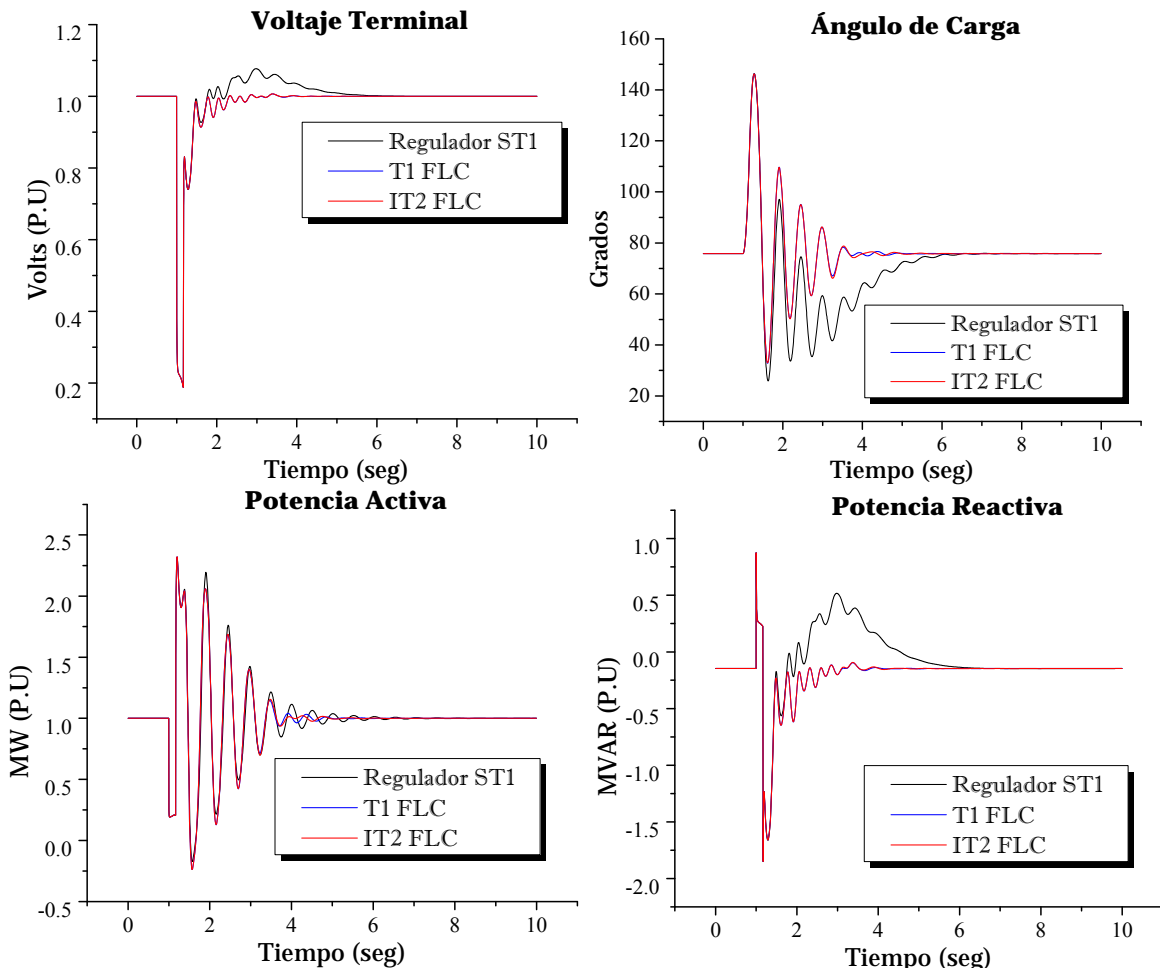 Voltaje Terminal
1.2
1.0
0.8
0.6
0.4
0.2
Volts (P.U)
Regulador ST1
T1 FLC
IT2 FLC
0
2
4
6
8
10
Tiempo (seg)
Ángulo de Carga
160
140
120
100
80
60
40
20
Grados
Regulador ST1
T1 FLC
IT2 FLC
0
2
4
6
8
10
Tiempo (seg)
Potencia Activa
2.5
2.0
1.5
1.0
0.5
0.0
-0.5
MW (P.U)
Regulador ST1
T1 FLC
IT2 FLC
0
2
4
6
8
10
Tiempo (seg)
Potencia Reactiva
1.0
0.5
0.0
-0.5
-1.0
-1.5
-2.0
MVAR (P.U)
Regulador ST1
T1 FLC
IT2 FLC
0
2
4
6
8
10
Tiempo (seg)